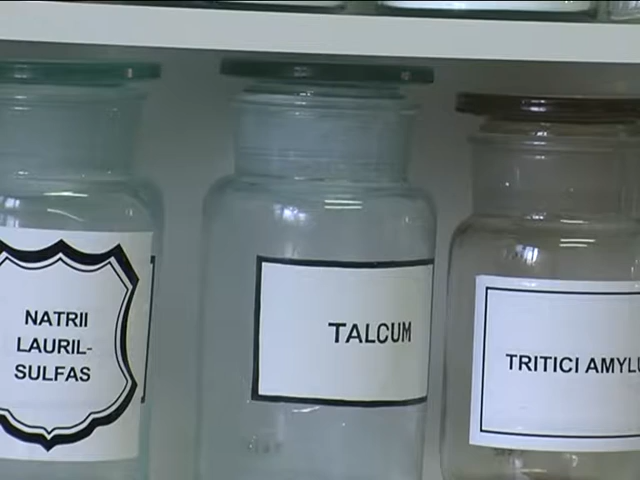 NATRII
LAURIL-
SULFAS
TALCUM
TRITICI AMYLU